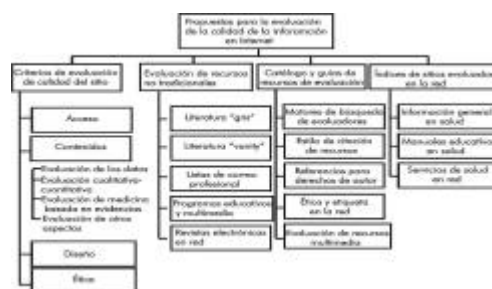 Propuestas para la evaluación
de la calidad de la información
en Internet
Criterios de evaluación
de calidad del sitio
Acceso
Contenidos
Evaluación de los datos
Evaluación cualitativo-
cuantitativa
Evaluación de medicina
basada en evidencias
Evaluación de otros
aspectos
Diseño
Ética
Evaluación de recursos
no tradicionales
Literatura "gris"
Literatura "vanite"
Listas de correo
profesional
Programas educativos
y multimedia
Revistas electrónicas
en red
Catálogo y guías de
recursos de evaluación
Motores de búsqueda
de evaluadores
Estilo de citación
de recursos
Referencias para
derechos de autor
Ética y etiqueta
en la red
Evaluación de recursos
multimedia
Índices de sitios evaluados
en la red
Información general
en salud
Manuales educativos
en salud
Servicios de salud
en red